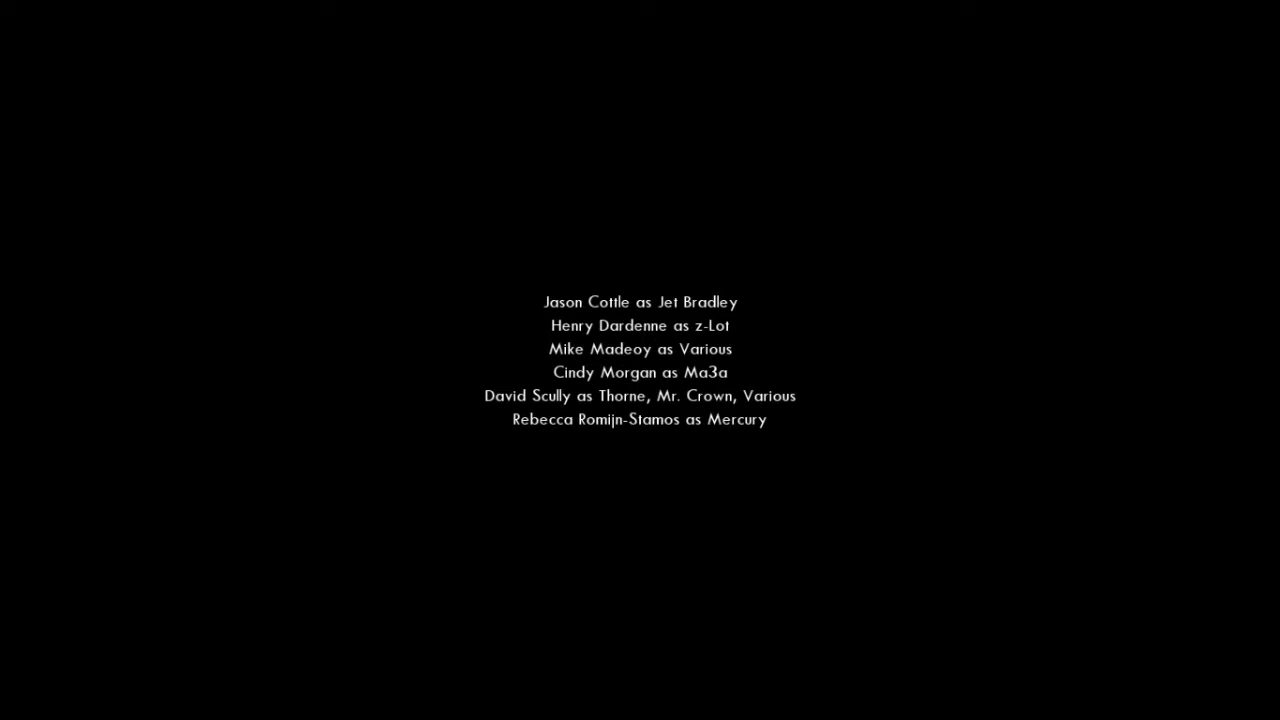 Jason Cottle as Jet Bradley
Henry Dardenne as z-Lot
Mike Madeoy as Various
Cindy Morgan as Ma3a
David Scully as Thorne, Mr. Crown, Various
Rebecca Romijn-Stamos as Mercury